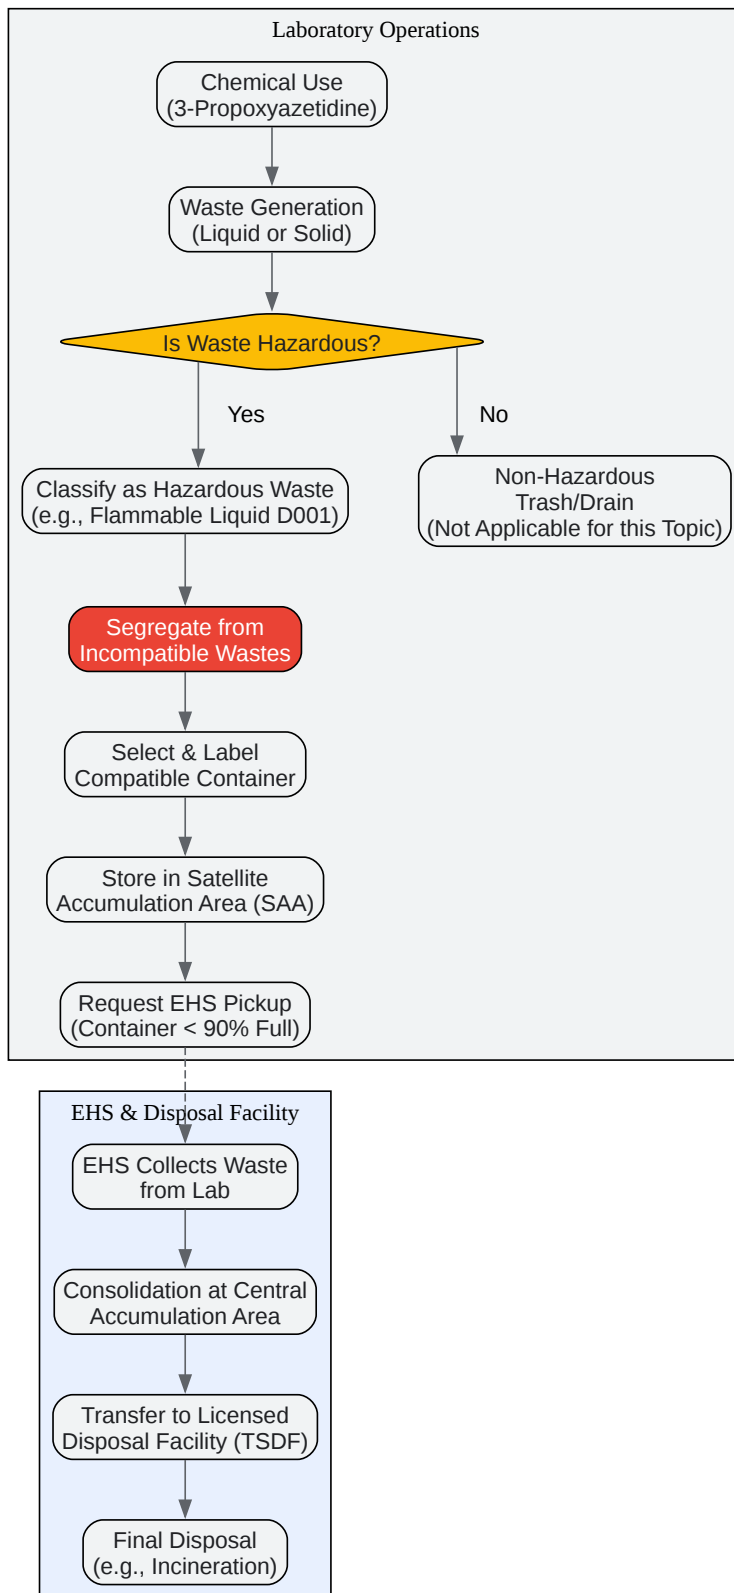 Laboratory Operations
Chemical Use
(3-Propoxyazetidine)
Waste Generation
(Liquid or Solid)
Is Waste Hazardous?
Yes
No
Classify as Hazardous Waste
(e.g., Flammable Liquid D001)
Non-Hazardous
Trash/Drain
(Not Applicable for this Topic)
Segregate from
Incompatible Wastes
Select & Label
Compatible Container
Store in Satellite
Accumulation Area (SAA)
Request EHS Pickup
(Container < 90% Full)
EHS & Disposal Facility
EHS Collects Waste
from Lab
Consolidation at Central
Accumulation Area
Transfer to Licensed
Disposal Facility (TSDF)
Final Disposal
(e.g., Incineration)